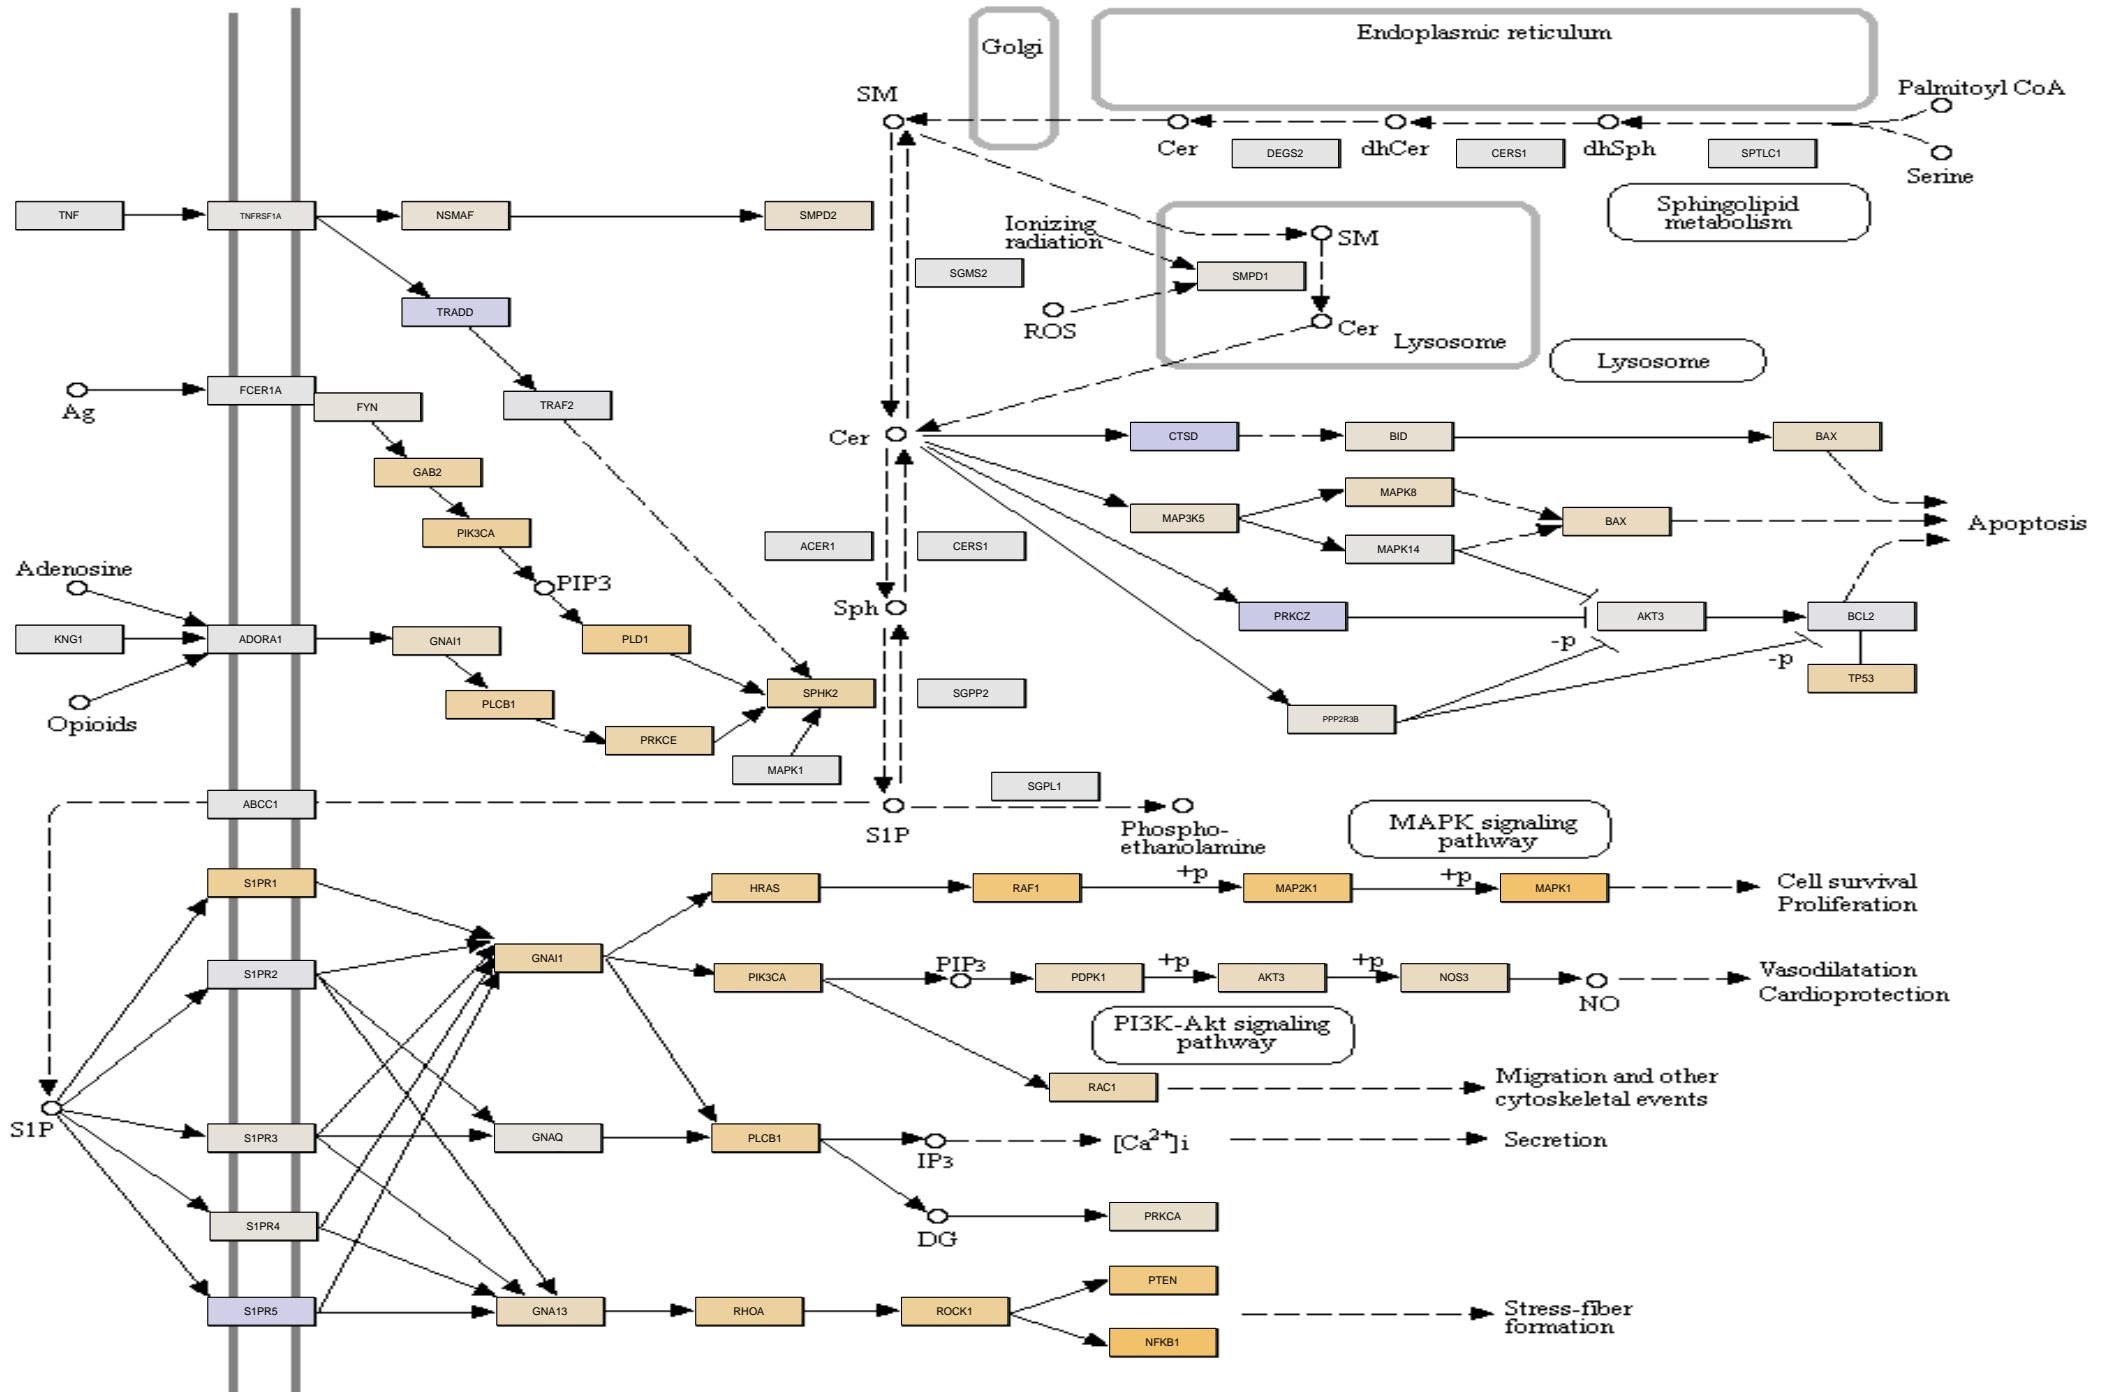 Golgi
Endoplasmic reticulum
SM
Palmitoyl CoA
Cer
DEGS2
dhCer
CERS1
dhSph
SPTLC1
Serine
TNF
TNFRSF1A
NSMAF
SMPD2
Sphingolipid
metabolism
Ionizing
radiation
SM
SGMS2
SMPD1
TRADD
ROS
Cer
Lysosome
Lysosome
Ag
FCER1A
FYN
TRAF2
Cer
CTSD
BID
BAX
GAB2
MAPK8
MAP3K5
BAX
Apoptosis
PIK3CA
ACER1
CERS1
MAPK14
Adenosine
PIP3
Sph
PRKCZ
AKT3
BCL2
KNG1
ADORA1
GNAI1
PLD1
-p
-p
Opioids
PLCB1
SPHK2
SGPP2
TP53
PPP2R3B
PRKCE
MAPK1
ABCC1
SGPL1
S1P
Phospho-
ethanolamine
MAPK signaling
pathway
S1PR1
HRAS
RAF1
+p
MAP2K1
+p
MAPK1
Cell survival
Proliferation
S1PR2
GNAI1
PIK3CA
PIP3
PDPK1
+p
AKT3
+p
NOS3
NO
Vasodilatation
Cardioprotection
PI3K-Akt signaling
pathway
RAC1
Migration and other
cytoskeletal events
S1P
S1PR3
GNAQ
PLCB1
IP3
[Ca2+]i
Secretion
S1PR4
DG
PRKCA
S1PR5
GNA13
RHOA
ROCK1
PTEN
NFKB1
Stress-fiber
formation